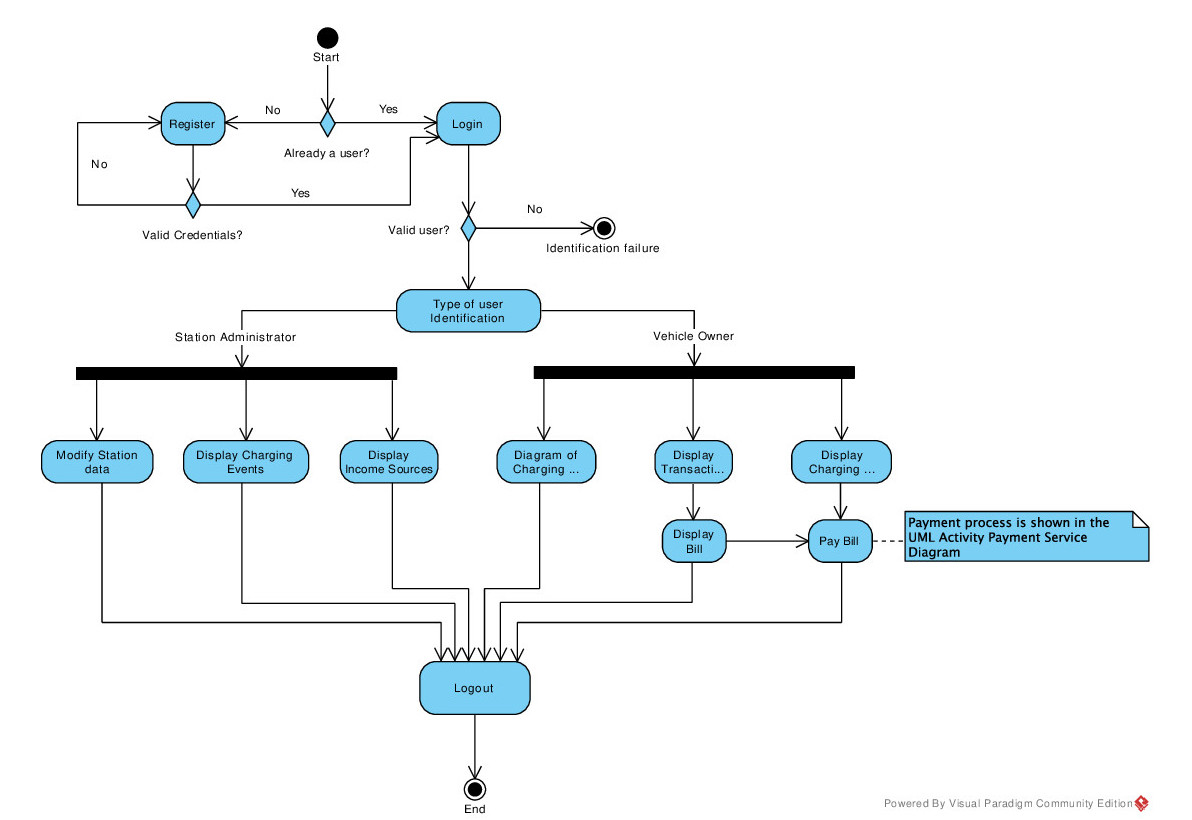 Start
No
Yes
Register
Login
Already a user?
No
Yes
Valid Credentials?
Valid user?
No
Identification failure
Type of user
Identification
Station Administrator
Vehicle Owner
Modify Station
data
Display Charging
Events
Display
Income Sources
Diagram of
Charging ...
Display
Transacti...
Display
Charging ...
Display
Bill
Pay Bill
Payment process is shown in the
UML Activity Payment Service
Diagram
Logout
End
Powered By Visual Paradigm Community Edition